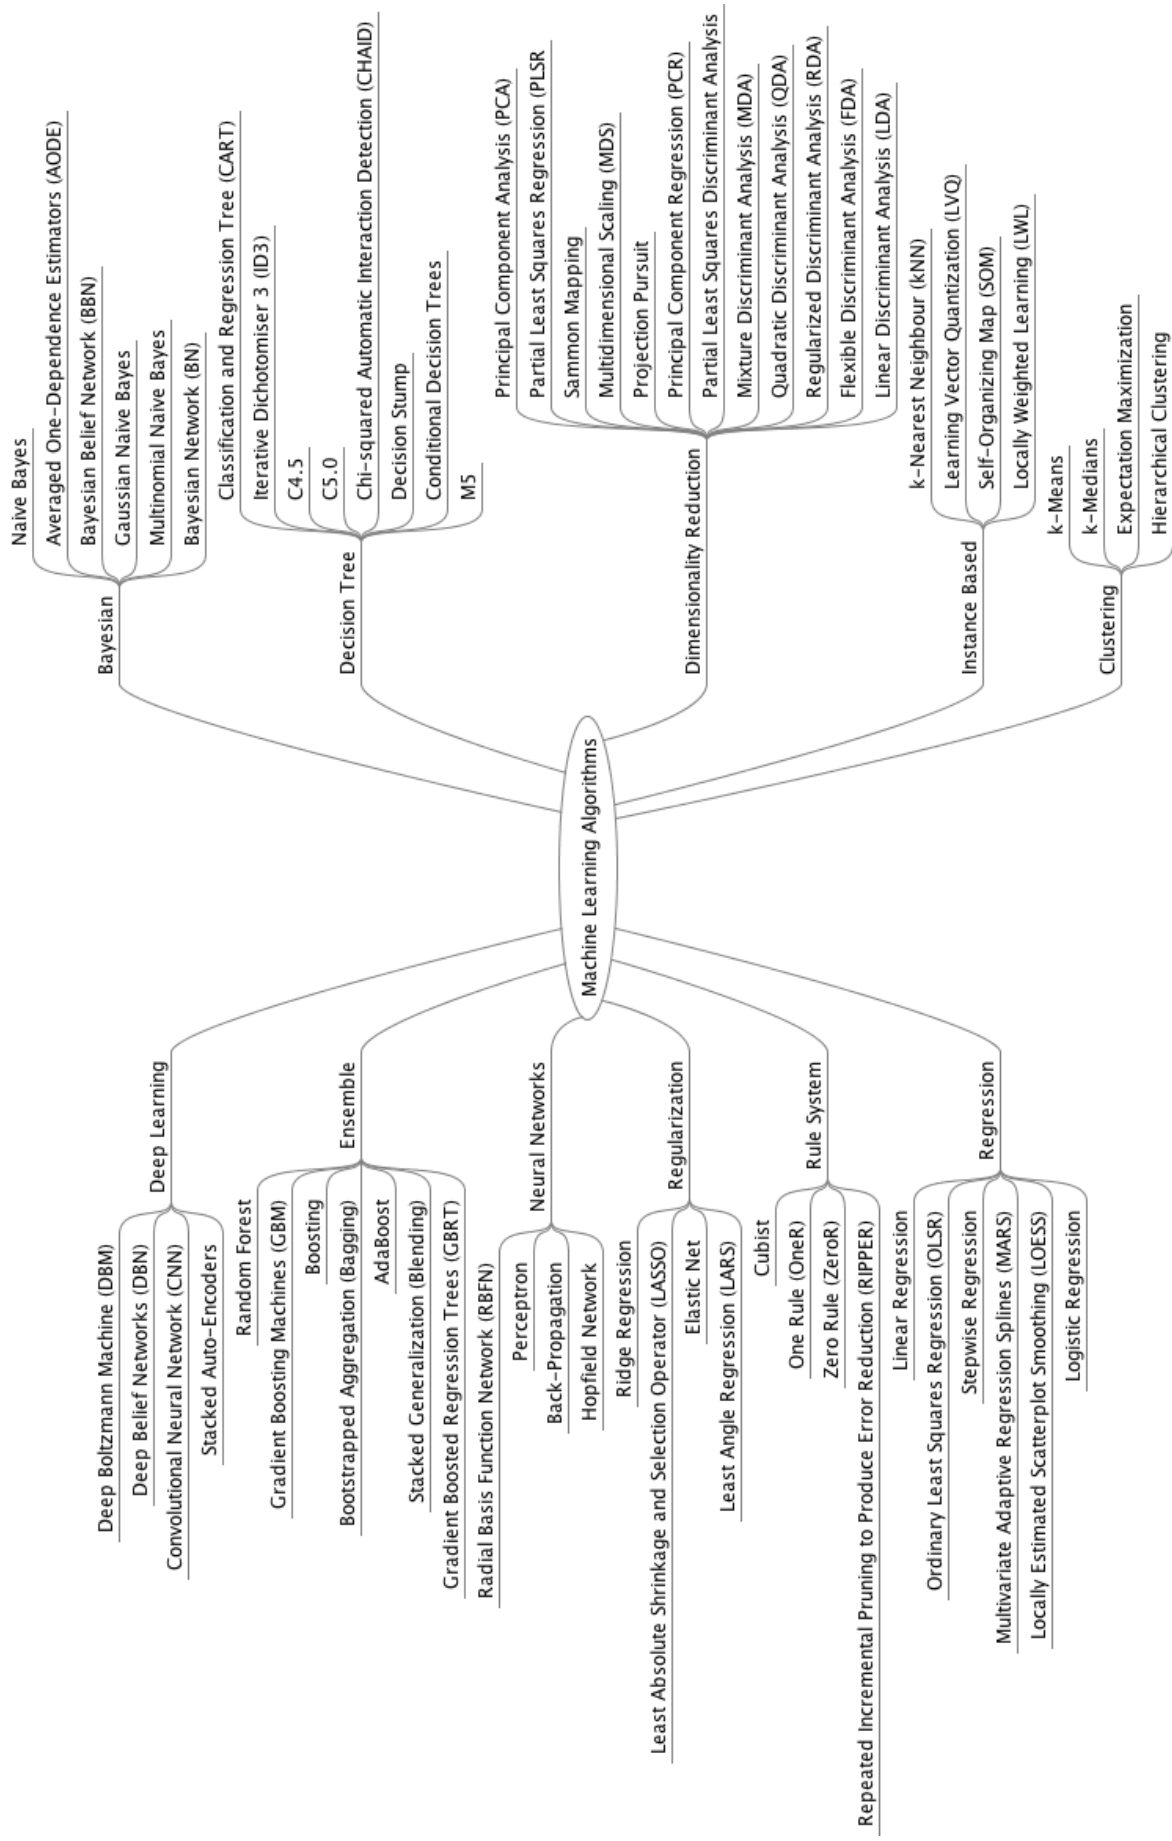 Machine Learning Algorithms
Deep Learning
Deep Boltzmann Machine (DBM)
Deep Belief Networks (DBN)
Convolutional Neural Network (CNN)
Stacked Auto-Encoders
Ensemble
Random Forest
Gradient Boosting Machines (GBM)
Boosting
Bootstrapped Aggregation (Bagging)
AdaBoost
Stacked Generalization (Blending)
Gradient Boosted Regression Trees (GBRT)
Neural Networks
Radial Basis Function Network (RBFN)
Perceptron
Back-Propagation
Hopfield Network
Regularization
Ridge Regression
Least Absolute Shrinkage and Selection Operator (LASSO)
Elastic Net
Least Angle Regression (LARS)
Rule System
Cubist
One Rule (OneR)
Zero Rule (ZeroR)
Repeated Incremental Pruning to Produce Error Reduction (RIPPER)
Regression
Linear Regression
Ordinary Least Squares Regression (OLSR)
Stepwise Regression
Multivariate Adaptive Regression Splines (MARS)
Locally Estimated Scatterplot Smoothing (LOESS)
Logistic Regression
Bayesian
Naive Bayes
Averaged One-Dependence Estimators (AODE)
Bayesian Belief Network (BBN)
Gaussian Naive Bayes
Multinomial Naive Bayes
Bayesian Network (BN)
Decision Tree
Classification and Regression Tree (CART)
Iterative Dichotomiser 3 (ID3)
C4.5
C5.0
Chi-squared Automatic Interaction Detection (CHAID)
Decision Stump
Conditional Decision Trees
M5
Dimensionality Reduction
Principal Component Analysis (PCA)
Partial Least Squares Regression (PLSR
Sammon Mapping
Multidimensional Scaling (MDS)
Projection Pursuit
Principal Component Regression (PCR)
Partial Least Squares Discriminant Analysis
Mixture Discriminant Analysis (MDA)
Quadratic Discriminant Analysis (QDA)
Regularized Discriminant Analysis (RDA)
Flexible Discriminant Analysis (FDA)
Linear Discriminant Analysis (LDA)
Instance Based
k-Nearest Neighbour (kNN)
Learning Vector Quantization (LVQ)
Self-Organizing Map (SOM)
Locally Weighted Learning (LWL)
Clustering
k-Means
k-Medians
Expectation Maximization
Hierarchical Clustering